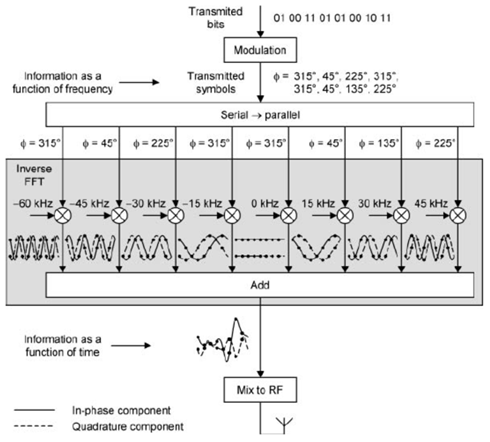 Transmited
bits
01 00 11 01 01 00 10 11
Modulation
Information as a
function of frequency
Transmitted
symbols
ϕ = 315°, 45°, 225°, 315°,
315°, 45°, 135°, 225°
Serial → parallel
ϕ = 315° ϕ = 45° ϕ = 225° ϕ = 315° ϕ = 315° ϕ = 45° ϕ = 135° ϕ = 225°
Inverse
FFT
−60 kHz −45 kHz −30 kHz −15 kHz 0 kHz 15 kHz 30 kHz 45 kHz
Add
Information as a
function of time
Mix to RF
In-phase component
Quadrature component